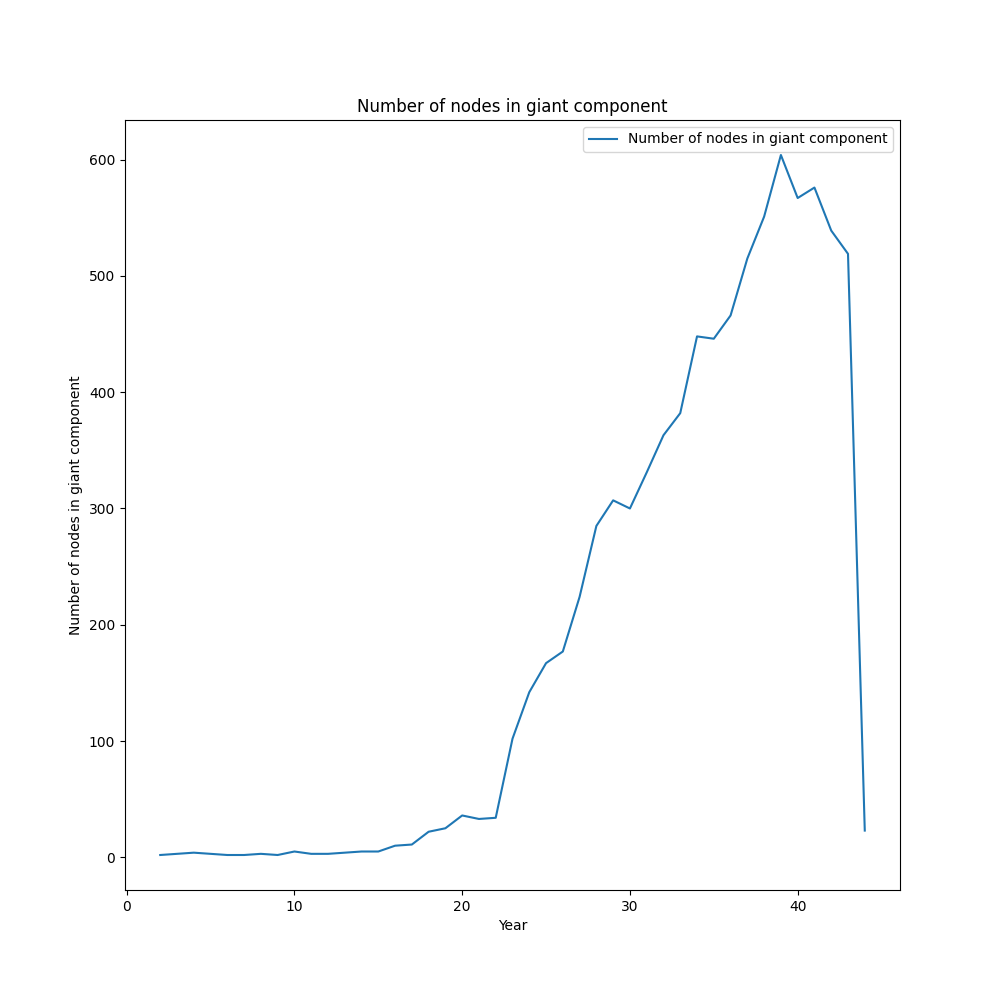 Number of nodes in giant component
Number of nodes in giant component
600
500
400
300
200
100
0
Number of nodes in giant component
0 10 20 30 40
Year